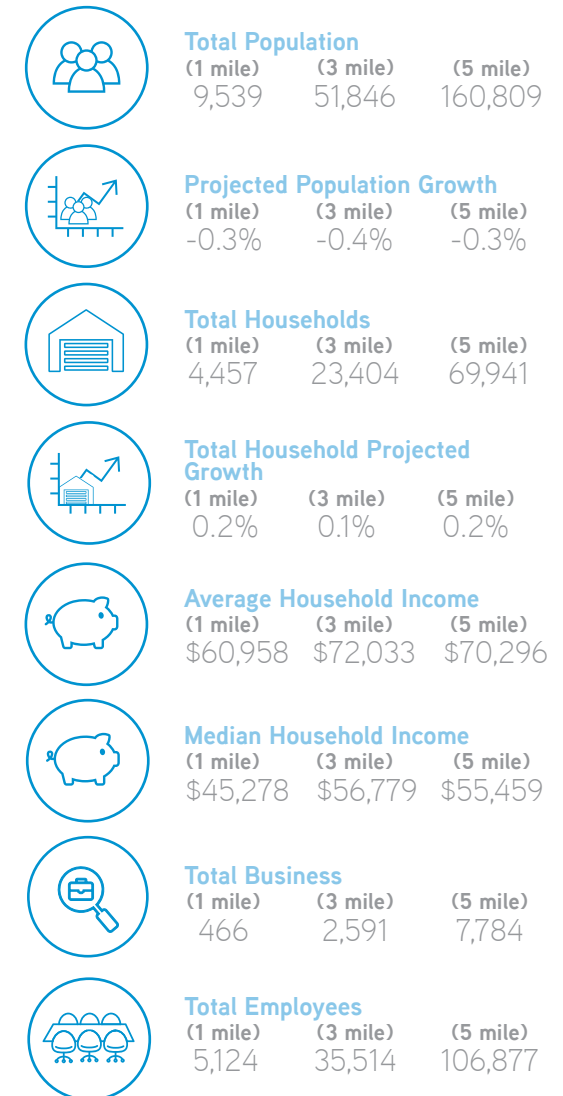 Total Population
(1 mile) (3 mile) (5 mile)
9,539 51,846 160,809
Projected Population Growth
(1 mile) (3 mile) (5 mile)
-0.3% -0.4% -0.3%
Total Households
(1 mile) (3 mile) (5 mile)
4,457 23,404 69,941
Total Household Projected
Growth
(1 mile) (3 mile) (5 mile)
0.2% 0.1% 0.2%
Average Household Income
(1 mile) (3 mile) (5 mile)
$60,958 $72,033 $70,296
Median Household Income
(1 mile) (3 mile) (5 mile)
$45,278 $56,779 $55,459
Total Business
(1 mile) (3 mile) (5 mile)
466 2,591 7,784
Total Employees
(1 mile) (3 mile) (5 mile)
5,124 35,514 106,877